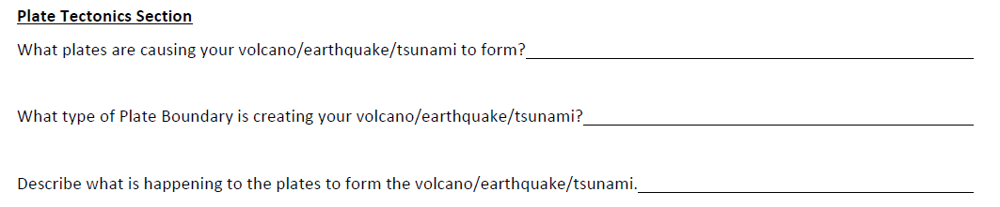 Plate Tectonics Section
What plates are causing your volcano/earthquake/tsunami to form?
What type of Plate Boundary is creating your volcano/earthquake/tsunami?
Describe what is happening to the plates to form the volcano/earthquake/tsunami.